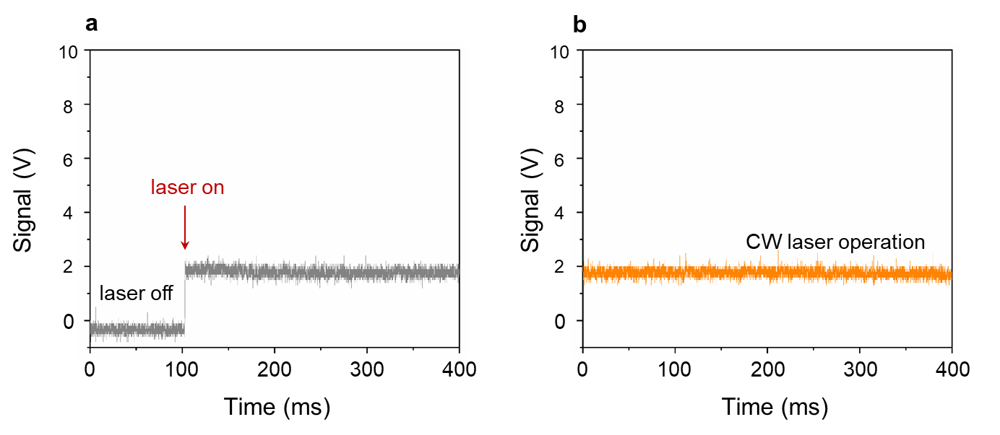 a
10
8
6
4
2
0
Signal (V)
laser on
laser off
0 100 200 300 400
Time (ms)
b
10
8
6
4
2
0
Signal (V)
CW laser operation
0 100 200 300 400
Time (ms)